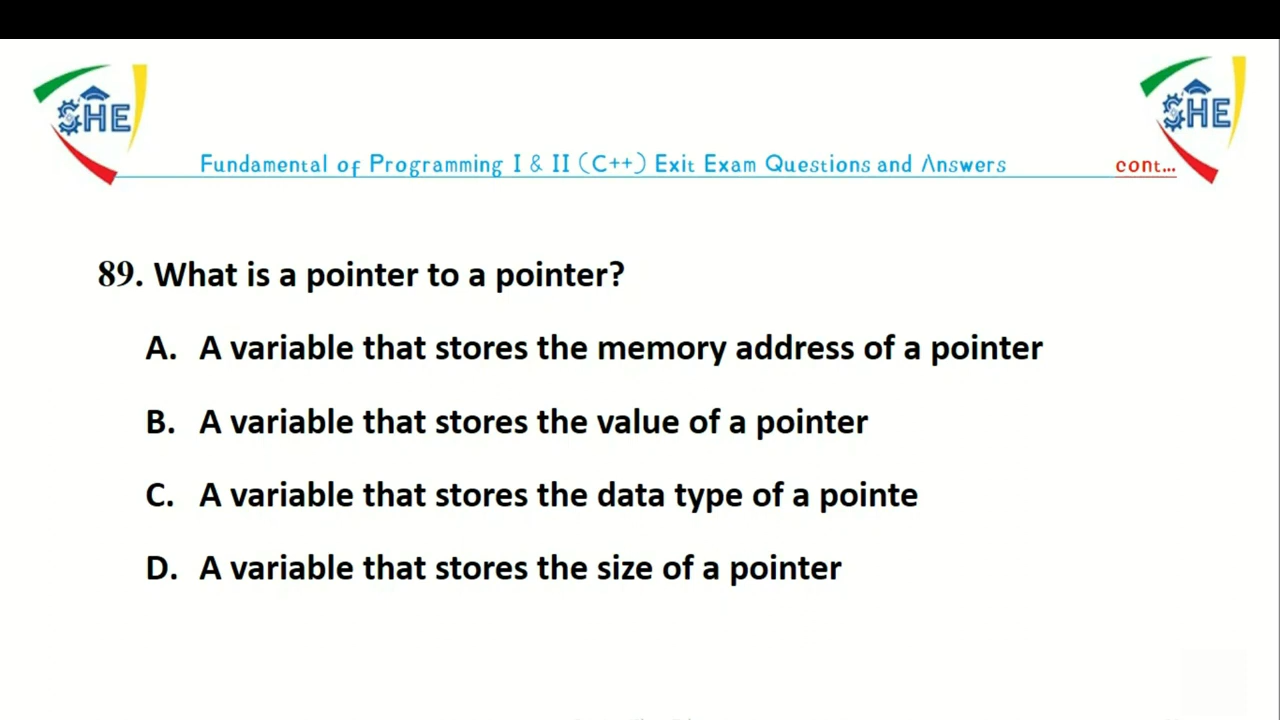 SHE
SHE
Fundamental of Programming I & II (C++) Exit Exam Questions and Answers cont...
89. What is a pointer to a pointer?
A. A variable that stores the memory address of a pointer
B. A variable that stores the value of a pointer
C. A variable that stores the data type of a pointe
D. A variable that stores the size of a pointer